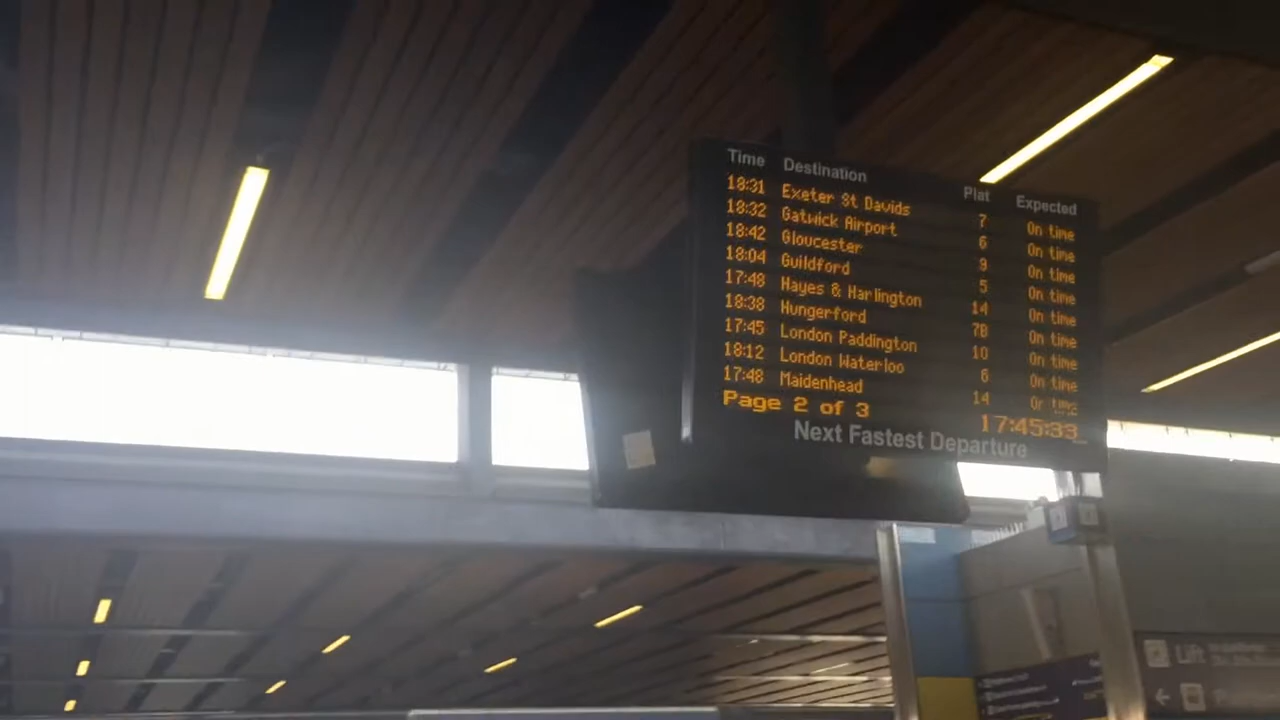 Time Destination Plat Expected
18:31 Exeter St Davids 7 On time
18:32 Gatwick Airport 6 On time
18:42 Gloucester 9 On time
18:04 Guildford 5 On time
17:48 Hayes & Harlington 14 On time
18:38 Hungerford 7B On time
17:45 London Paddington 10 On time
18:12 London Waterloo 6 On time
17:48 Maidenhead 14 On time
Page 2 of 3 17:45:33
Next Fastest Departure
Lift